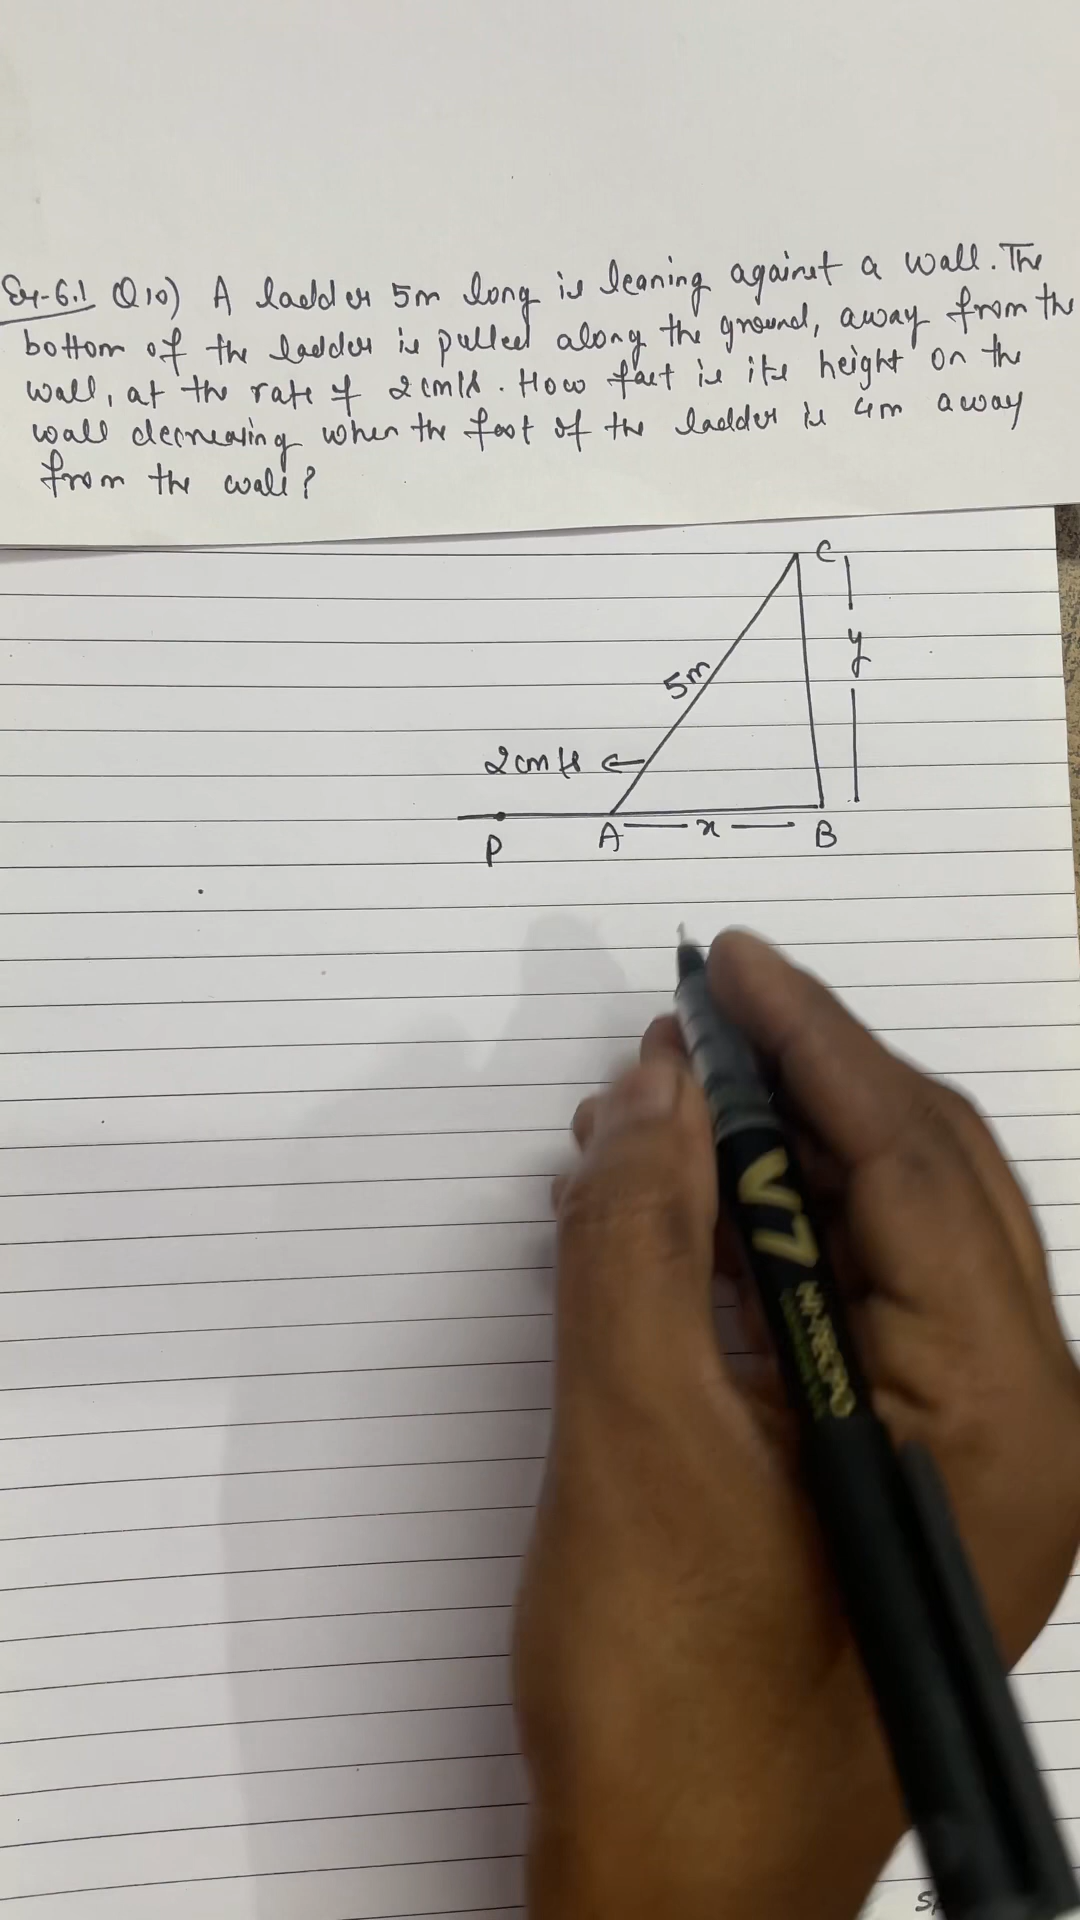 Ex-6.1 Q10) A ladder 5m long is leaning against a wall. The
bottom of the ladder is pulled along the ground, away from the
wall, at the rate of 2cm/s. How fast is its height on the
wall decreasing when the foot of the ladder is 4m away
from the wall?
C
y
5m
2cm/s
P
A
x
B
V7